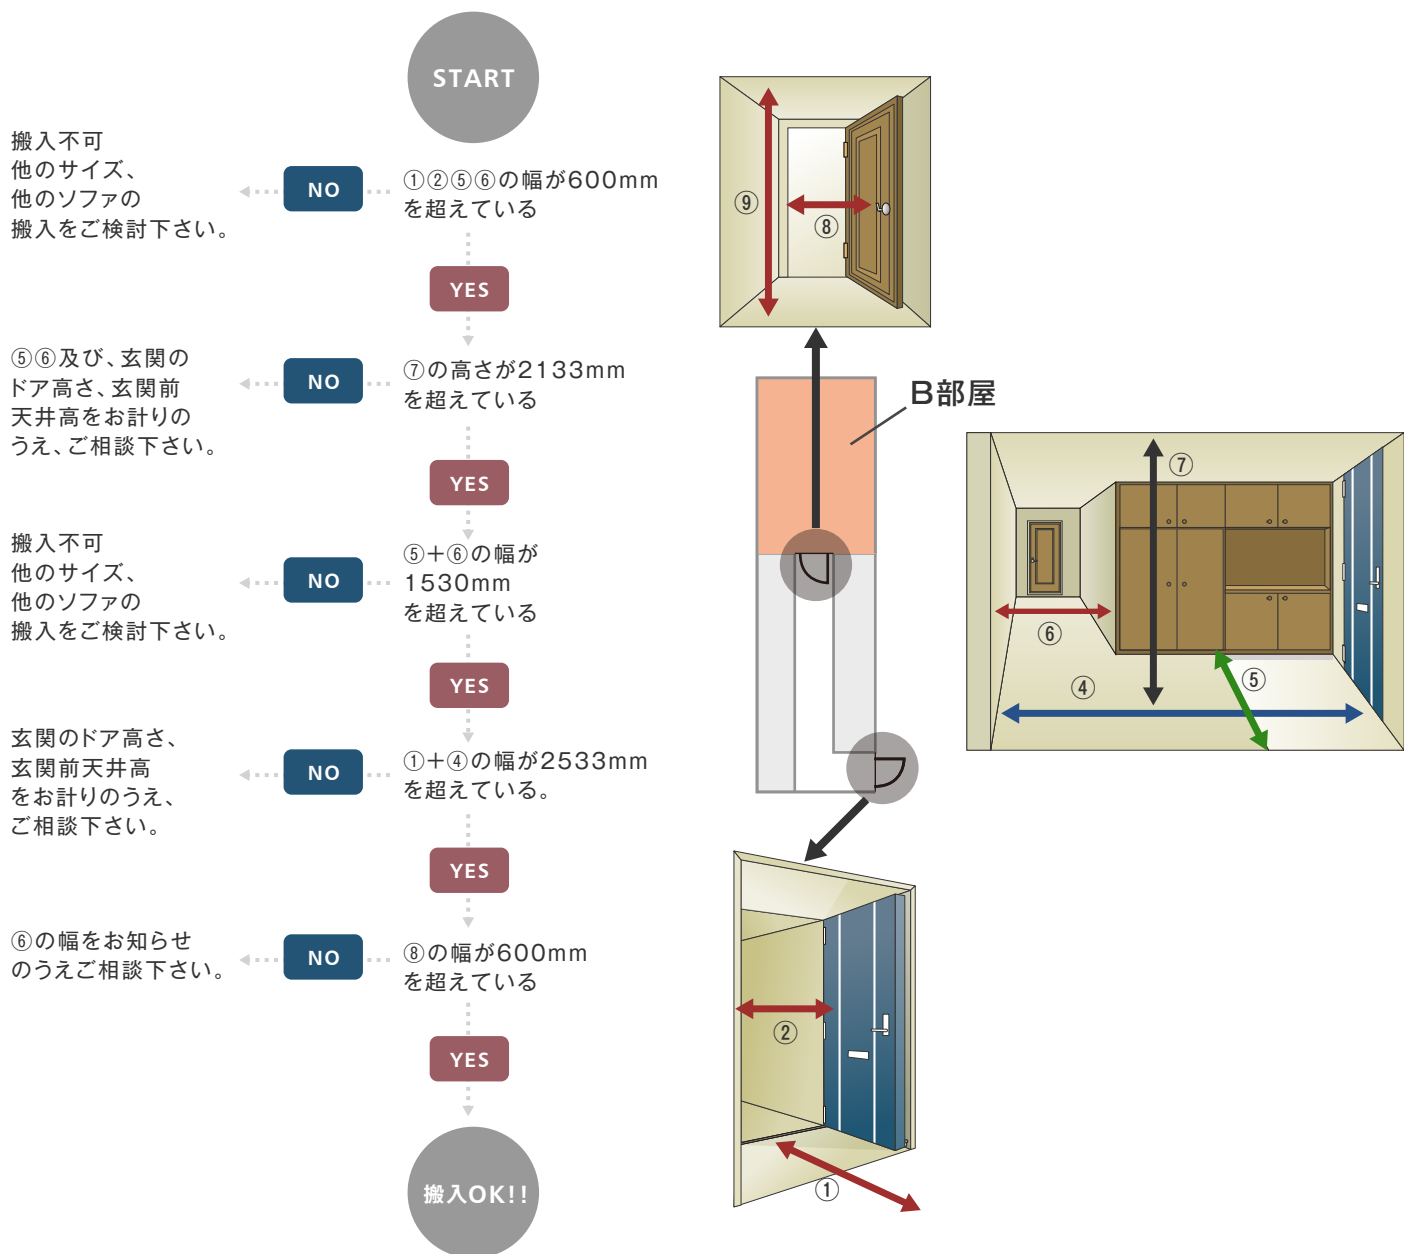 START
搬入不可
他のサイズ、
他のソファの
搬入をご検討下さい。
NO
①②⑤⑥の幅が600mm
を超えている
YES
⑤⑥及び、玄関の
ドア高さ、玄関前
天井高をお計りの
うえ、ご相談下さい。
NO
⑦の高さが2133mm
を超えている
YES
搬入不可
他のサイズ、
他のソファの
搬入をご検討下さい。
NO
⑤+⑥の幅が
1530mm
を超えている
YES
玄関のドア高さ、
玄関前天井高
をお計りのうえ、
ご相談下さい。
NO
①+④の幅が2533mm
を超えている。
YES
⑥の幅をお知らせ
のうえご相談下さい。
NO
⑧の幅が600mm
を超えている
YES
搬入OK!!
⑨
⑧
B部屋
⑦
⑥
④
⑤
②
①